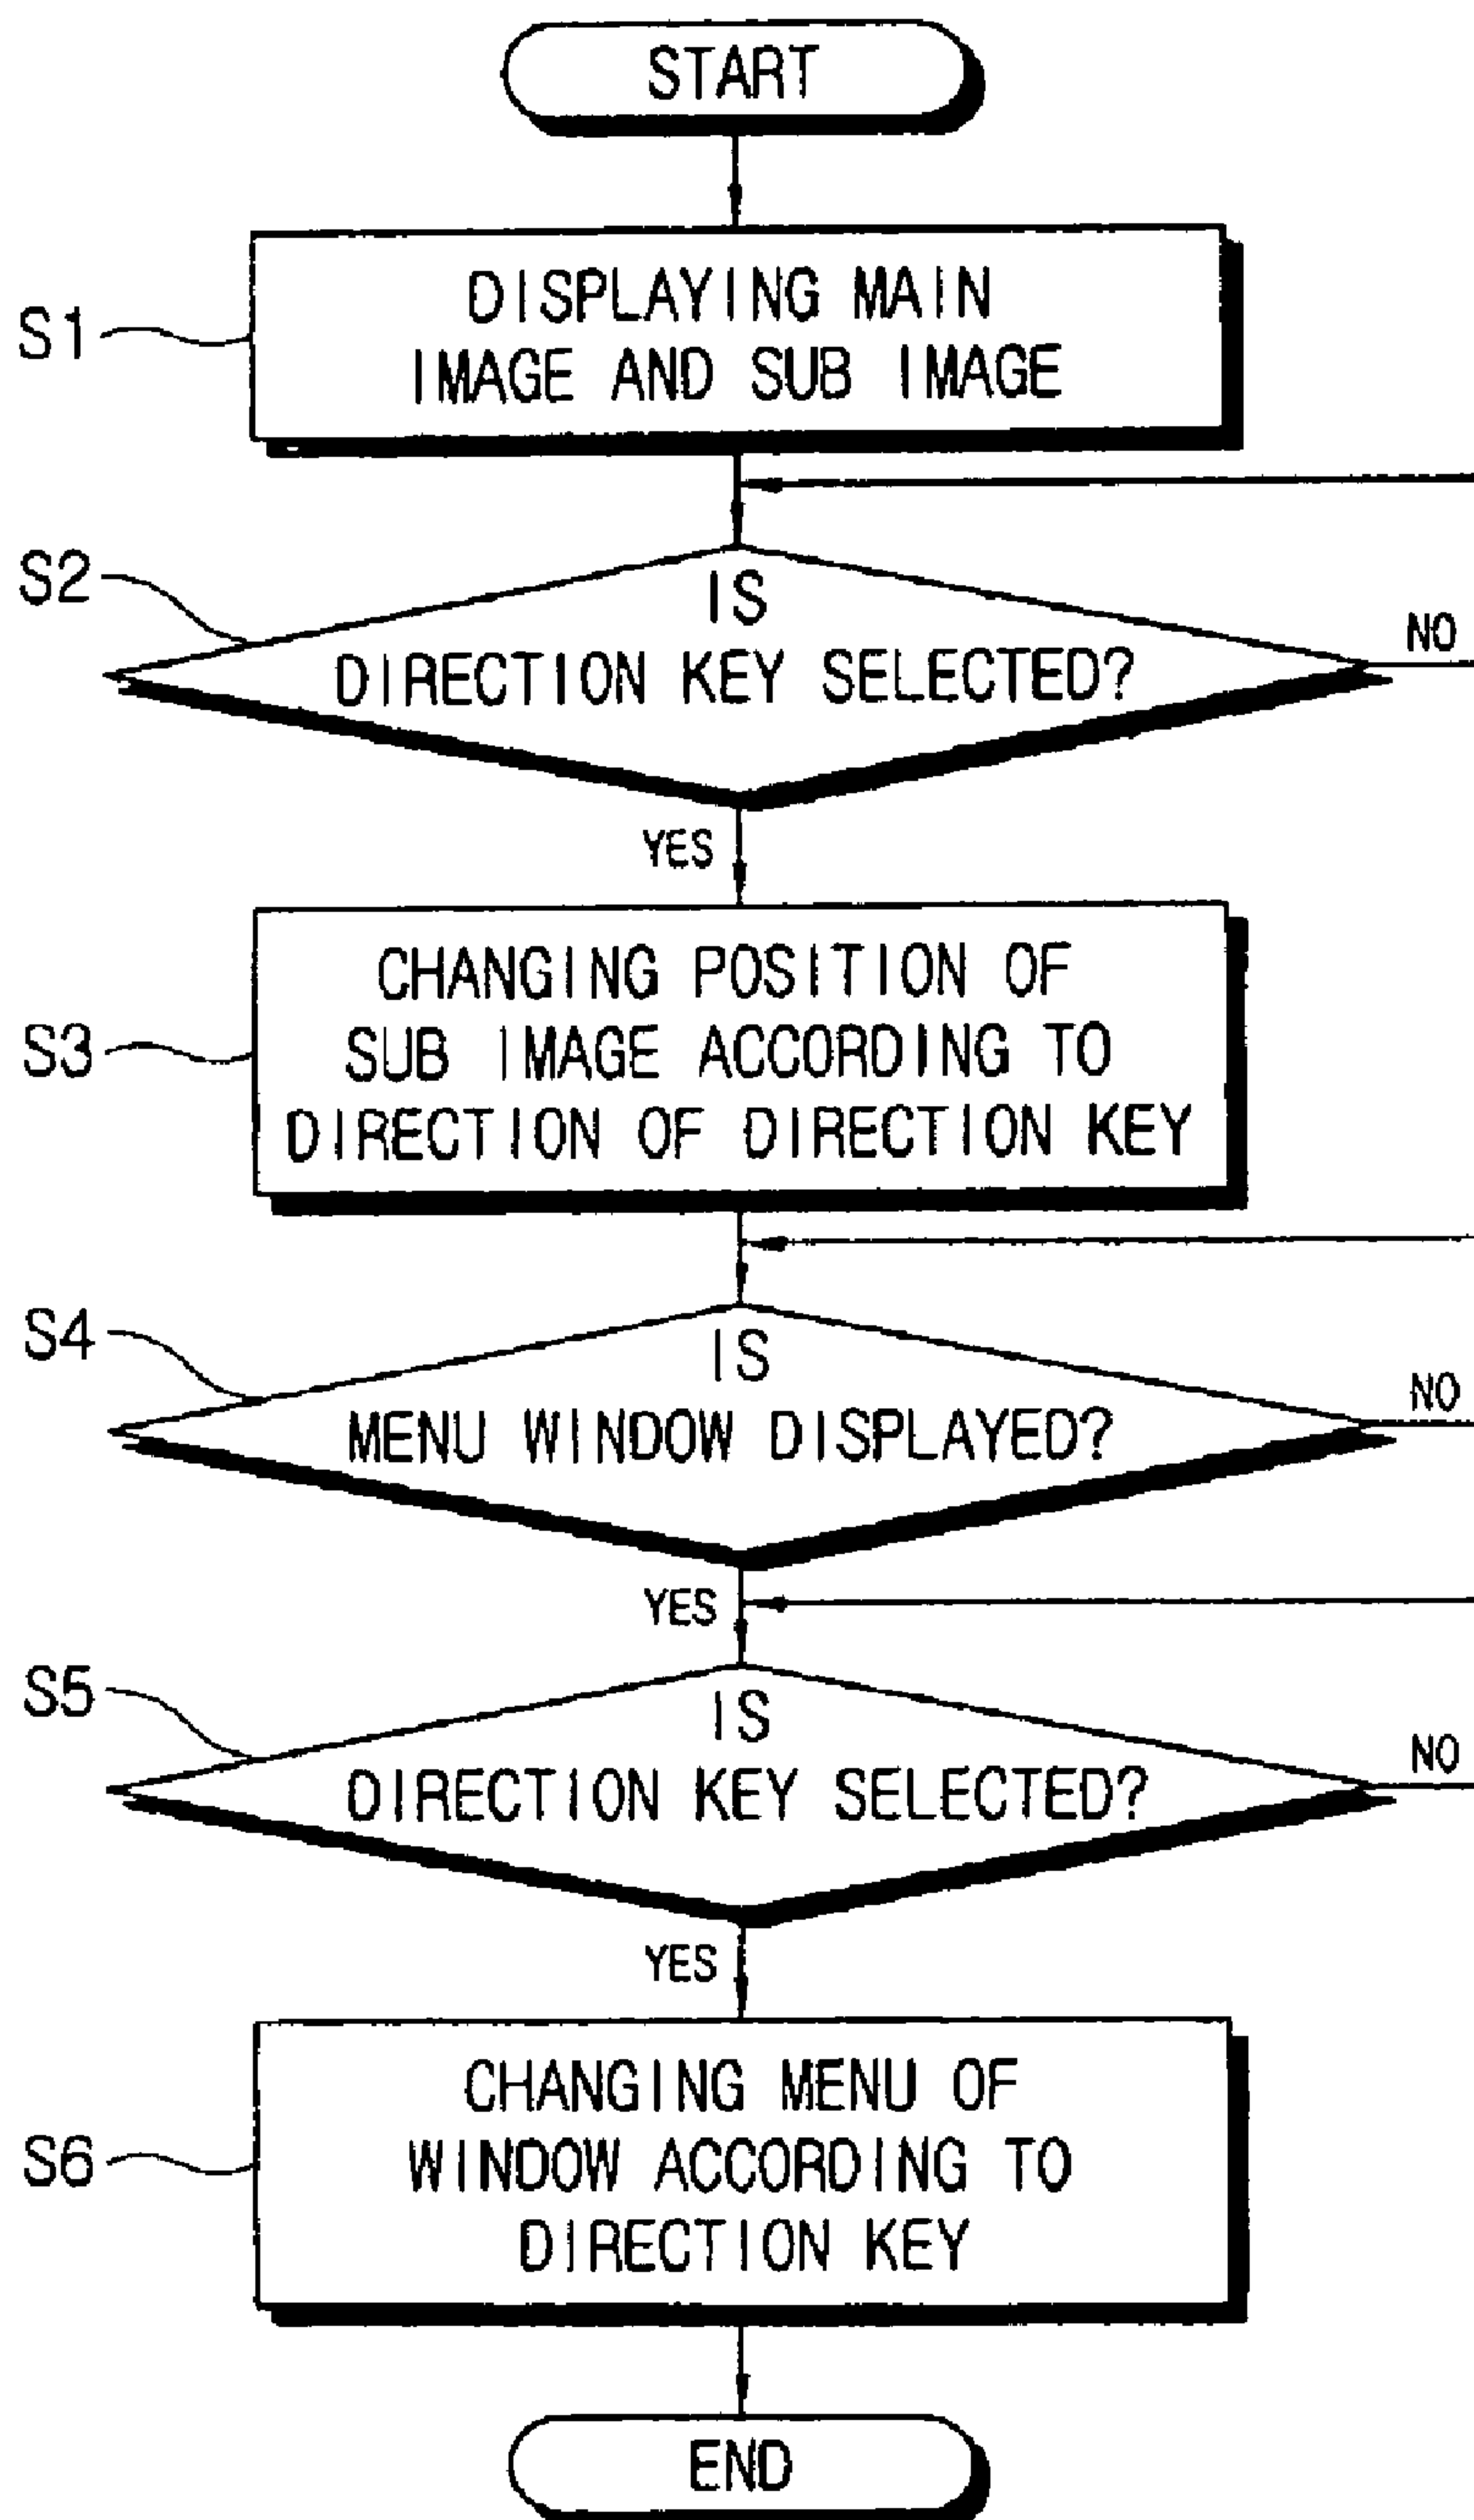 START
S1
DISPLAYING MAIN
IMAGE AND SUB IMAGE
S2
IS
DIRECTION KEY SELECTED?
NO
YES
S3
CHANGING POSITION OF
SUB IMAGE ACCORDING TO
DIRECTION OF DIRECTION KEY
S4
IS
MENU WINDOW DISPLAYED?
NO
YES
S5
IS
DIRECTION KEY SELECTED?
NO
YES
S6
CHANGING MENU OF
WINDOW ACCORDING TO
DIRECTION KEY
END